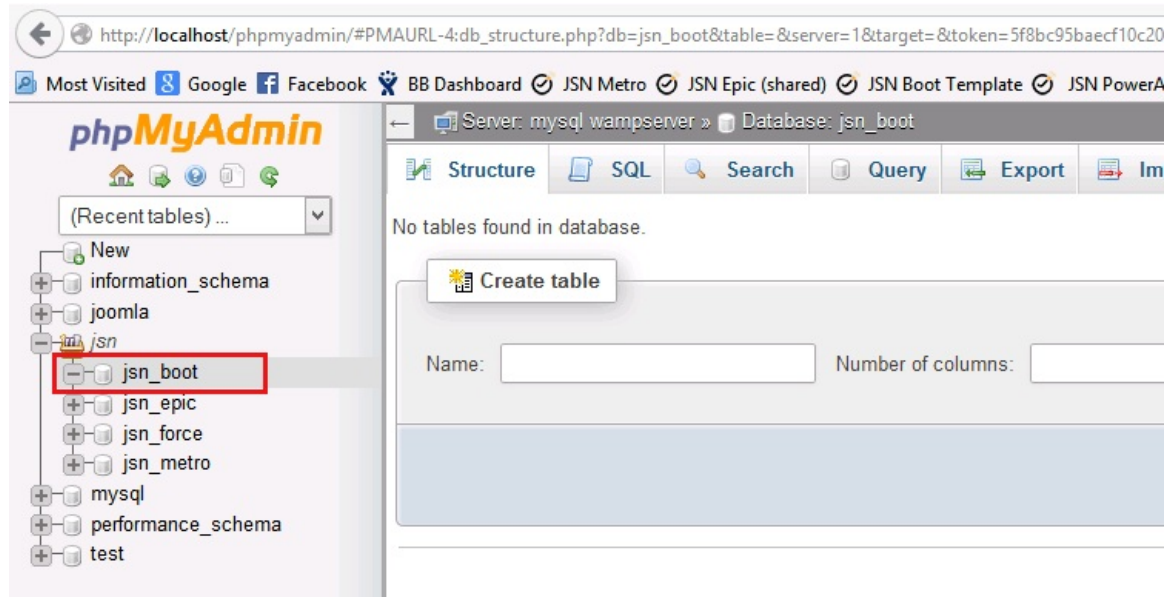 http://localhost/phpmyadmin/#PMAURL-4:db_structure.php?db=jsn_boot&table=&server=1&target=&token=5f8bc95baecf10c20
Most Visited Google Facebook BB Dashboard JSN Metro JSN Epic (shared) JSN Boot Template JSN PowerA
phpMyAdmin
(Recent tables) ...
New
information_schema
joomla
jsn
jsn_boot
jsn_epic
jsn_force
jsn_metro
mysql
performance_schema
test
Server: mysql wampserver » Database: jsn_boot
Structure SQL Search Query Export Im
No tables found in database.
Create table
Name: Number of columns: